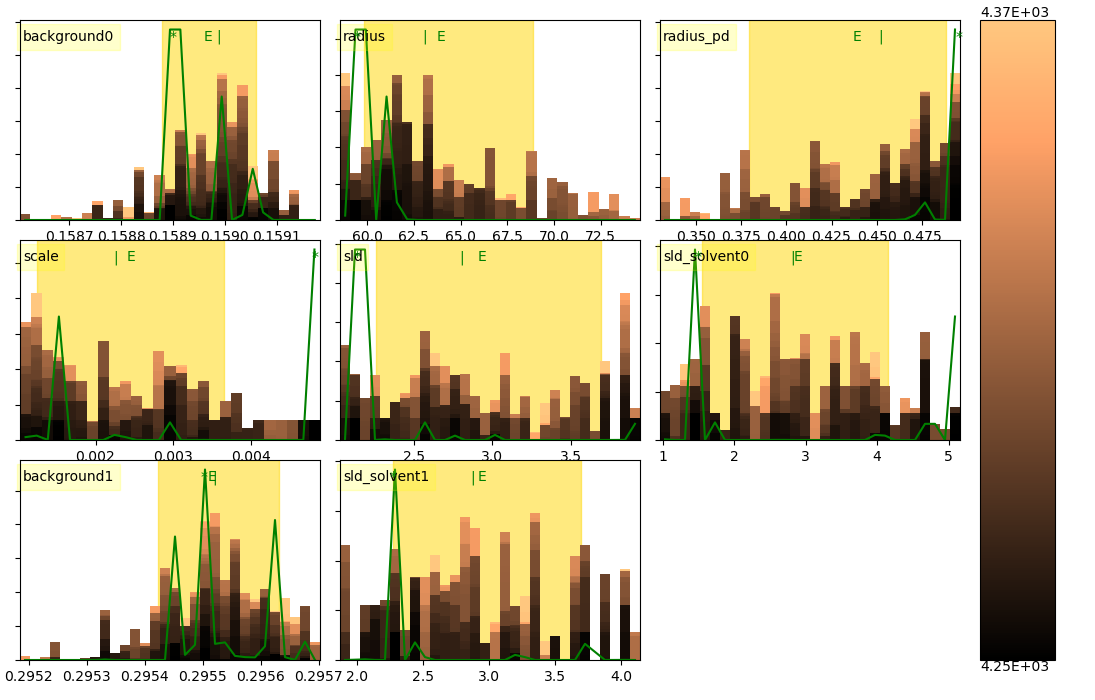 4.37E+03
background0 * E |
radius * | E
radius_pd E | *
0.1587 0.1588 0.1589 0.1590 0.1591
60.0 62.5 65.0 67.5 70.0 72.5
0.350 0.375 0.400 0.425 0.450 0.475
scale | E *
sld * | E
sld_solvent0 * | E
0.002 0.003 0.004
2.5 3.0 3.5
1 2 3 4 5
background1 *E|
sld_solvent1 | E
0.2952 0.2953 0.2954 0.2955 0.2956 0.2957
2.0 2.5 3.0 3.5 4.0
4.25E+03